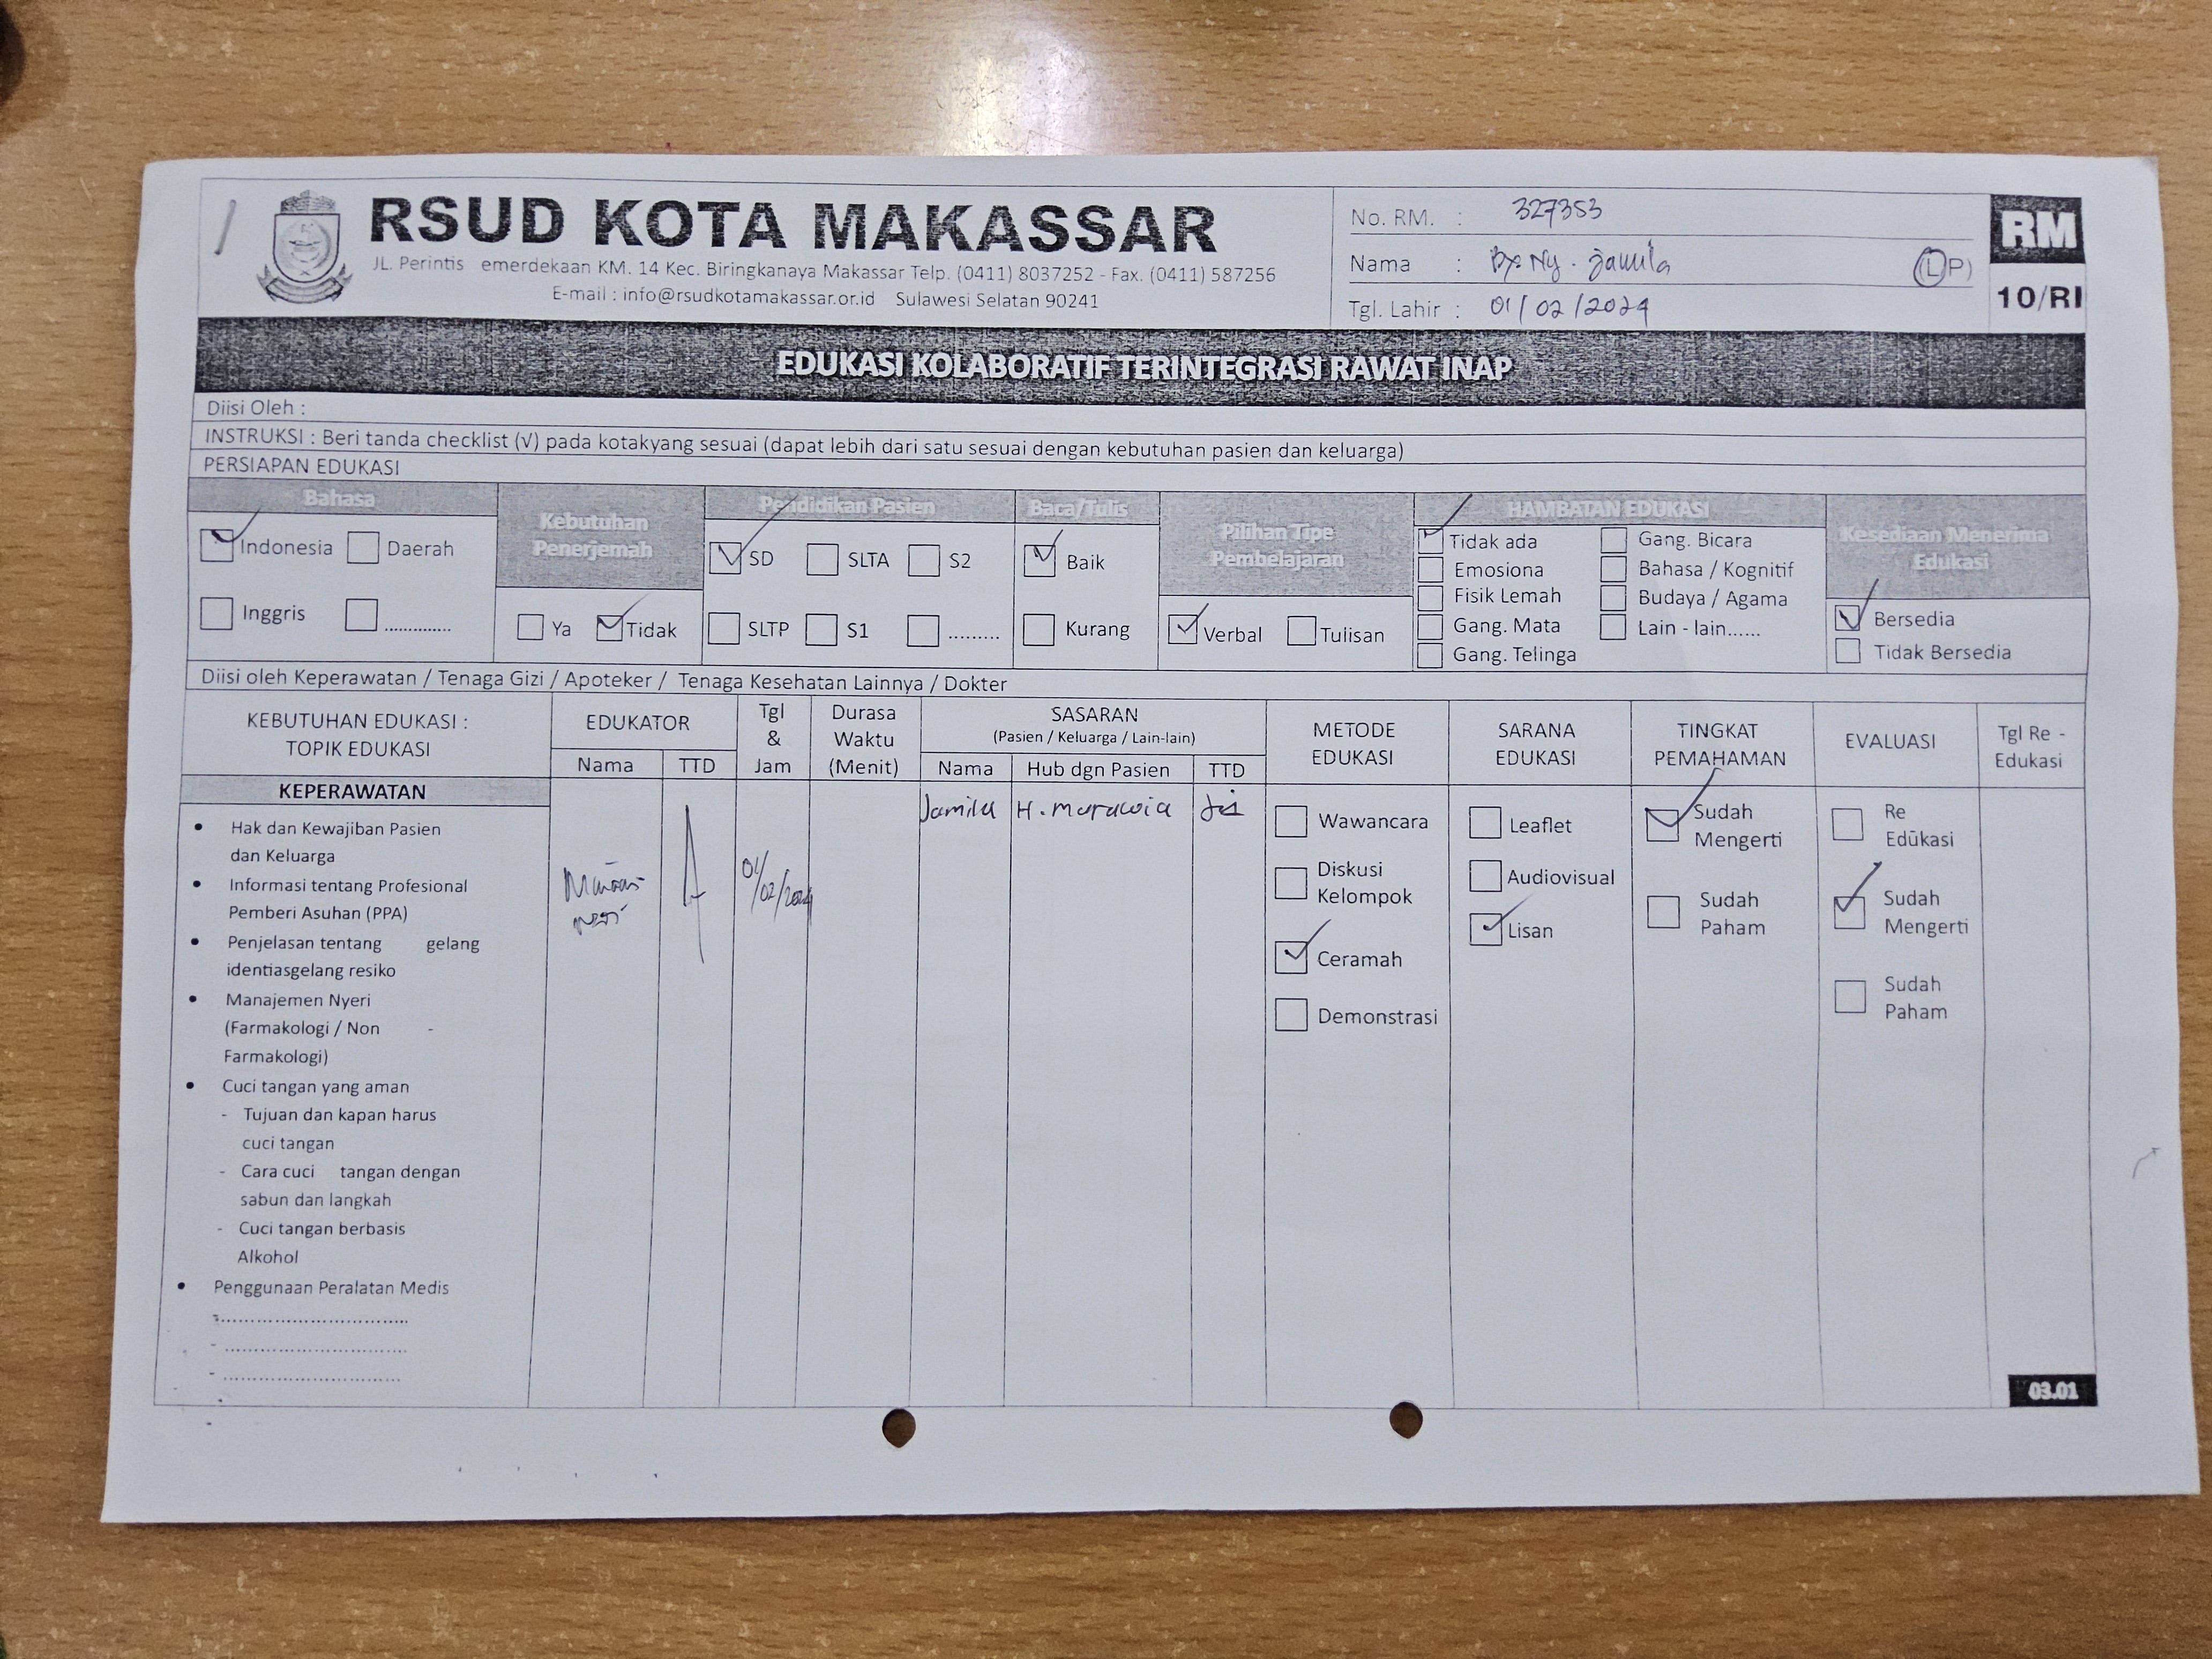 RSUD KOTA MAKASSAR
JL. Perintis emerdekaan KM. 14 Kec. Biringkanaya Makassar Telp. (0411) 8037252 - Fax. (0411) 587256
E-mail : info@rsudkotamakassar.or.id Sulawesi Selatan 90241
No. RM. : 327353
Nama : By Ny. Jamila (L P)
Tgl. Lahir : 01/02/2024
RM
10/RI
EDUKASI KOLABORATIF TERINTEGRASI RAWAT INAP
Diisi Oleh :
INSTRUKSI : Beri tanda checklist (√) pada kotakyang sesuai (dapat lebih dari satu sesuai dengan kebutuhan pasien dan keluarga)
PERSIAPAN EDUKASI
Bahasa
Indonesia Daerah
Inggris .............
Kebutuhan
Penerjemah
Ya Tidak
Pendidikan Pasien
SD SLTA S2
SLTP S1 .........
Baca/Tulis
Baik
Kurang
Pilihan Tipe
Pembelajaran
Verbal Tulisan
HAMBATAN EDUKASI
Tidak ada Gang. Bicara
Emosiona Bahasa / Kognitif
Fisik Lemah Budaya / Agama
Gang. Mata Lain - lain......
Gang. Telinga
Kesediaan Menerima
Edukasi
Bersedia
Tidak Bersedia
Diisi oleh Keperawatan / Tenaga Gizi / Apoteker / Tenaga Kesehatan Lainnya / Dokter
KEBUTUHAN EDUKASI :
TOPIK EDUKASI
EDUKATOR
Nama TTD
Tgl
&
Jam
Durasa
Waktu
(Menit)
SASARAN
(Pasien / Keluarga / Lain-lain)
Nama Hub dgn Pasien TTD
METODE
EDUKASI
SARANA
EDUKASI
TINGKAT
PEMAHAMAN
EVALUASI
Tgl Re -
Edukasi
KEPERAWATAN
• Hak dan Kewajiban Pasien
dan Keluarga
• Informasi tentang Profesional
Pemberi Asuhan (PPA)
• Penjelasan tentang gelang
identiasgelang resiko
• Manajemen Nyeri
(Farmakologi / Non -
Farmakologi)
• Cuci tangan yang aman
- Tujuan dan kapan harus
cuci tangan
- Cara cuci tangan dengan
sabun dan langkah
- Cuci tangan berbasis
Alkohol
• Penggunaan Peralatan Medis
- ................................
- ................................
- ................................
01/02/2024
Jamila H. Marawia
Wawancara
Diskusi
Kelompok
Ceramah
Demonstrasi
Leaflet
Audiovisual
Lisan
Sudah
Mengerti
Sudah
Paham
Re
Edukasi
Sudah
Mengerti
Sudah
Paham
03.01